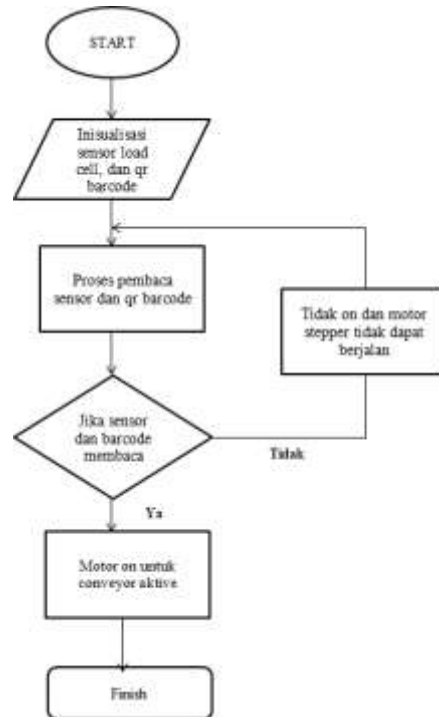 START
Inisualisasi
sensor load
cell, dan qr
barcode
Proses pembaca
sensor dan qr barcode
Tidak on dan motor
stepper tidak dapat
berjalan
Jika sensor
dan barcode
membaca
Tidak
Ya
Motor on untuk
conveyor aktive
Finish